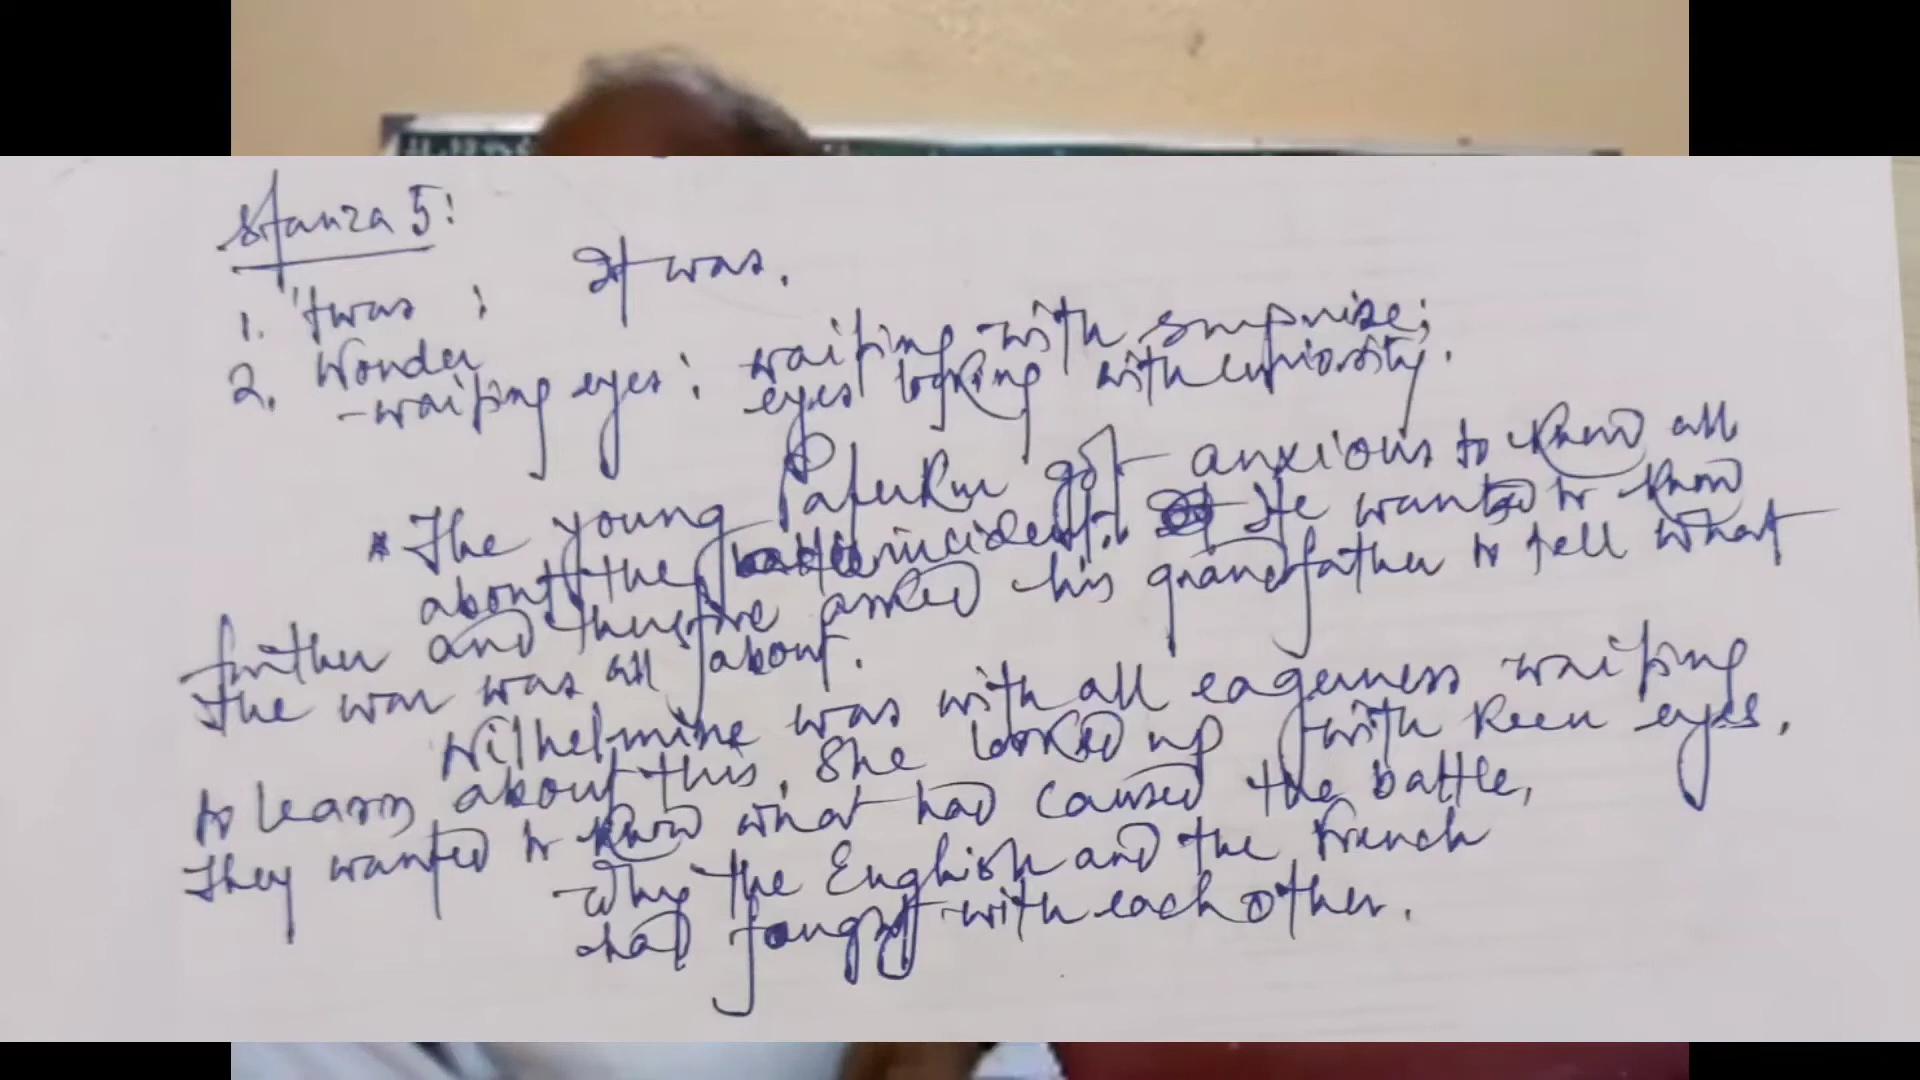 Stanza 5:
1. 'twas : It was.
2. Wonder
-waiting eyes: waiting with surprise;
eyes looking with curiosity.
* The young Peterkin got anxious to know all
about the battle incident. He wanted to know
further and therefore asked his grandfather to tell what
the war was all about.
Wilhelmine was with all eagerness waiting
to learn about this. She looked up with keen eyes.
They wanted to know what had caused the battle,
why the English and the French
had fought with each other.